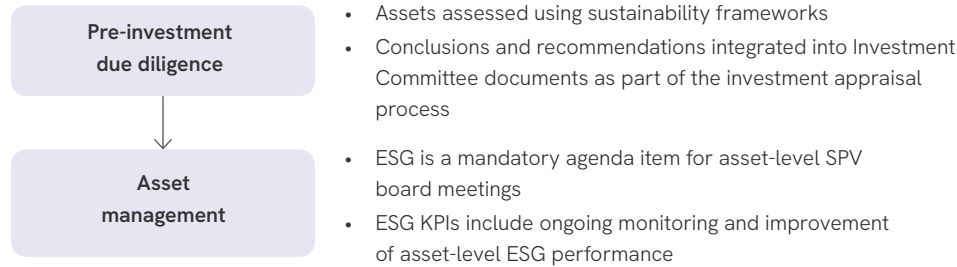 Pre-investment
due diligence
• Assets assessed using sustainability frameworks
• Conclusions and recommendations integrated into Investment
Committee documents as part of the investment appraisal
process
Asset
management
• ESG is a mandatory agenda item for asset-level SPV
board meetings
• ESG KPIs include ongoing monitoring and improvement
of asset-level ESG performance